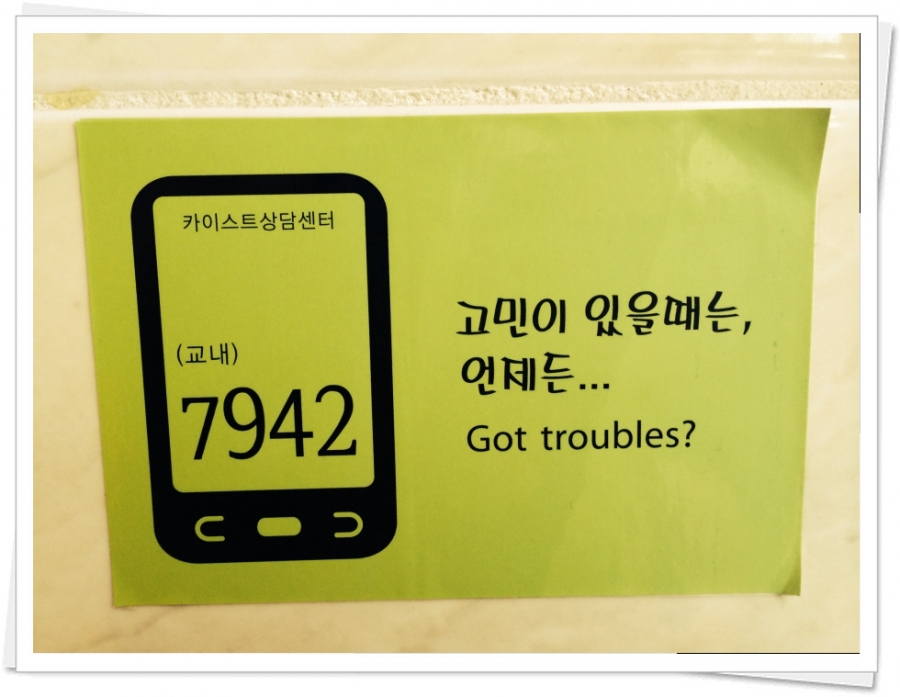 카이스트상담센터
(교내)
7942
고민이 있을때는,
언제든...
Got troubles?